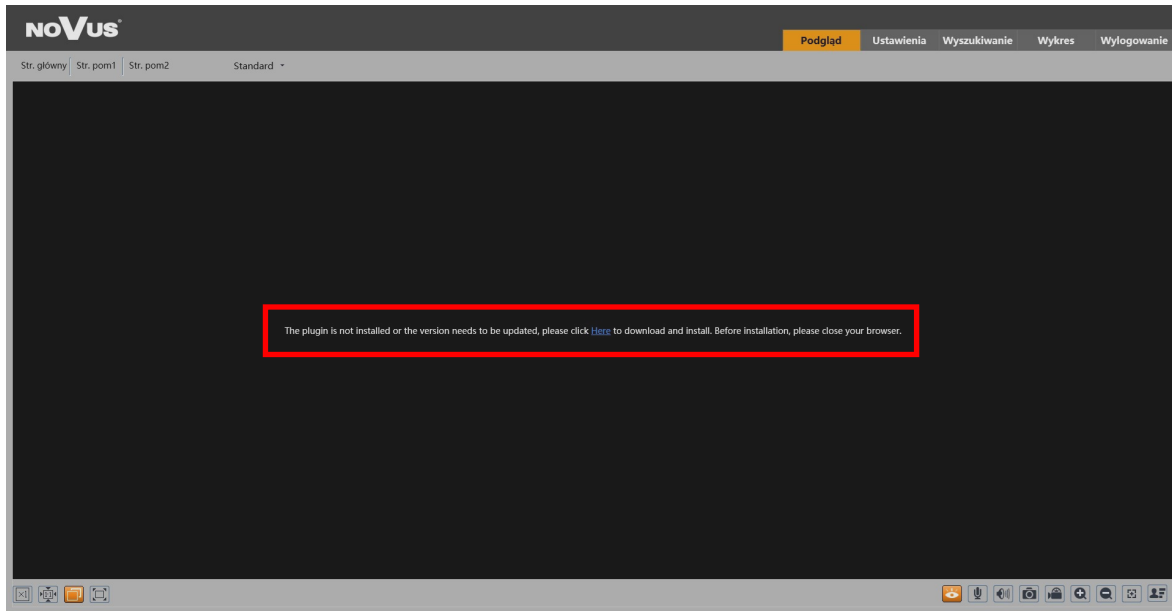 NOVUS®
Podgląd Ustawienia Wyszukiwanie Wykres Wylogowanie
Str. główny Str. pom1 Str. pom2 Standard
The plugin is not installed or the version needs to be updated, please click Here to download and install. Before installation, please close your browser.